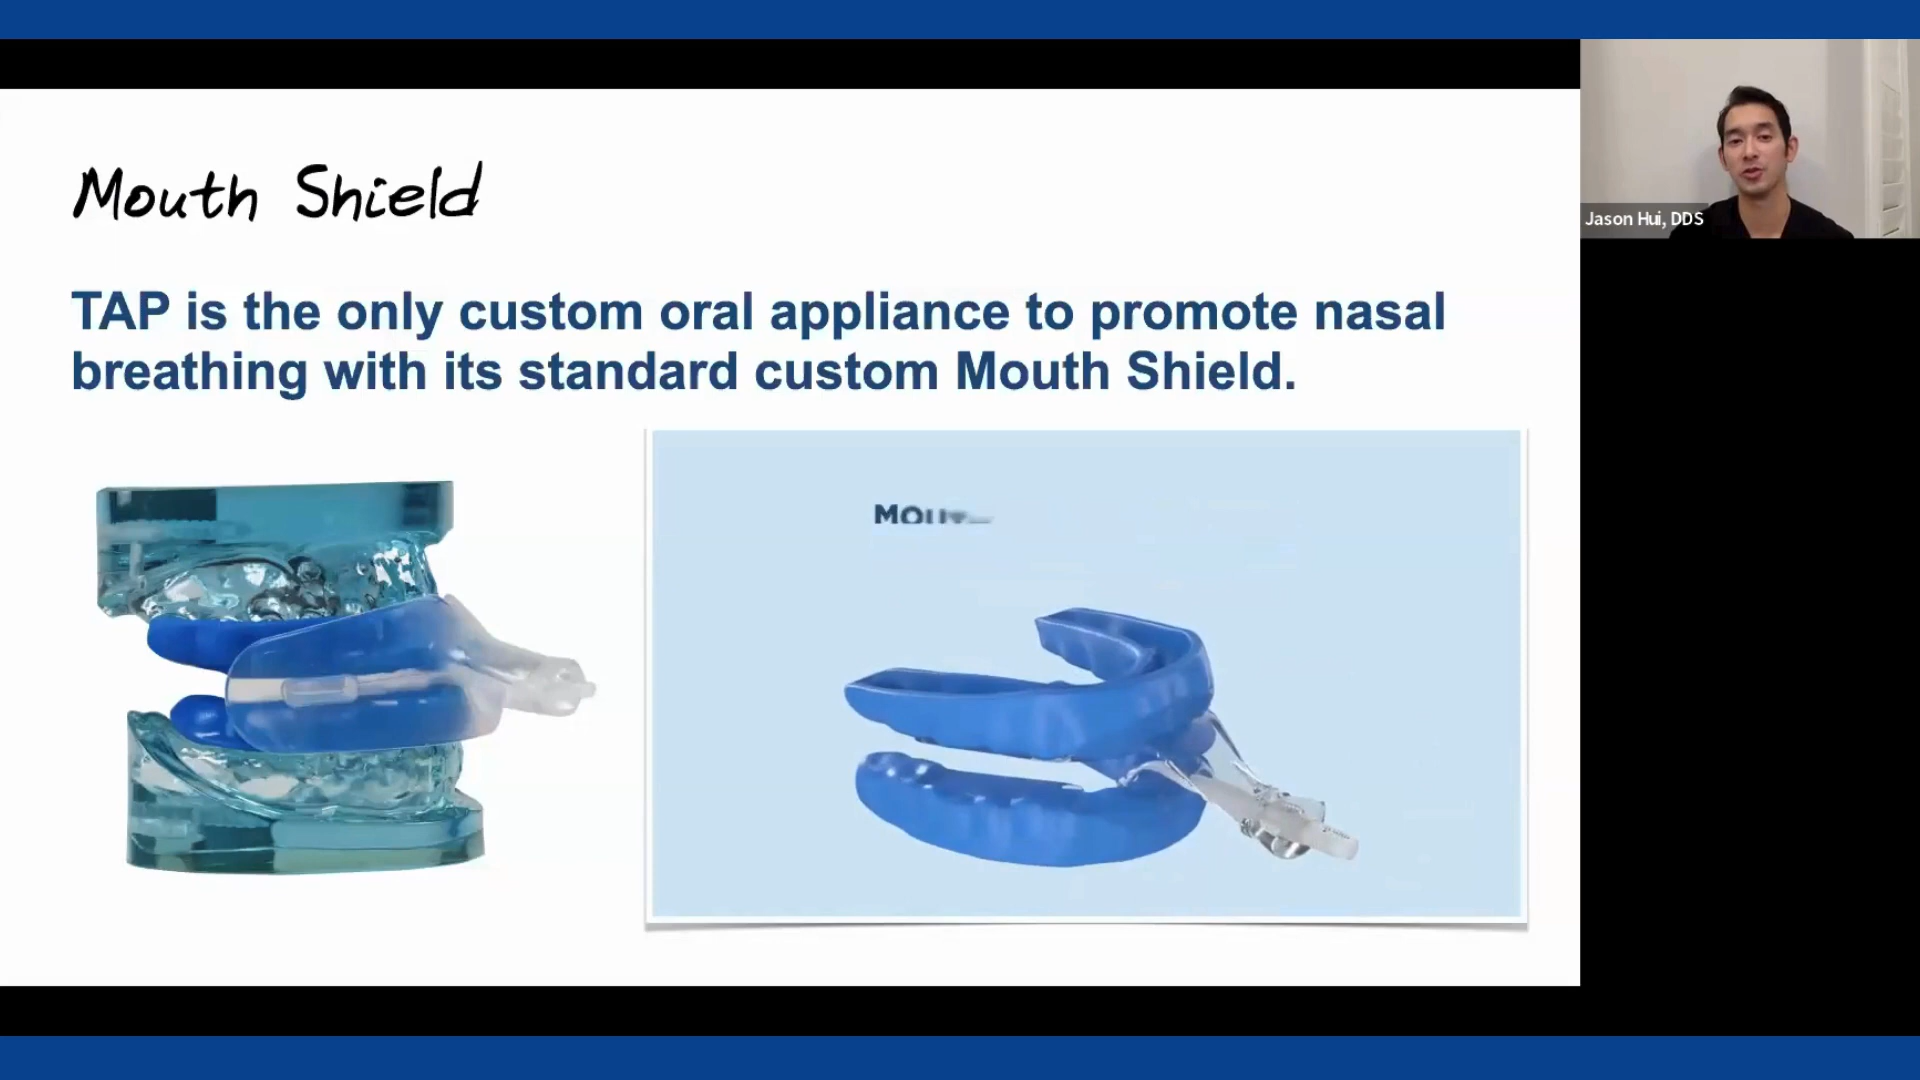 Mouth Shield
TAP is the only custom oral appliance to promote nasal
breathing with its standard custom Mouth Shield.
Jason Hui, DDS